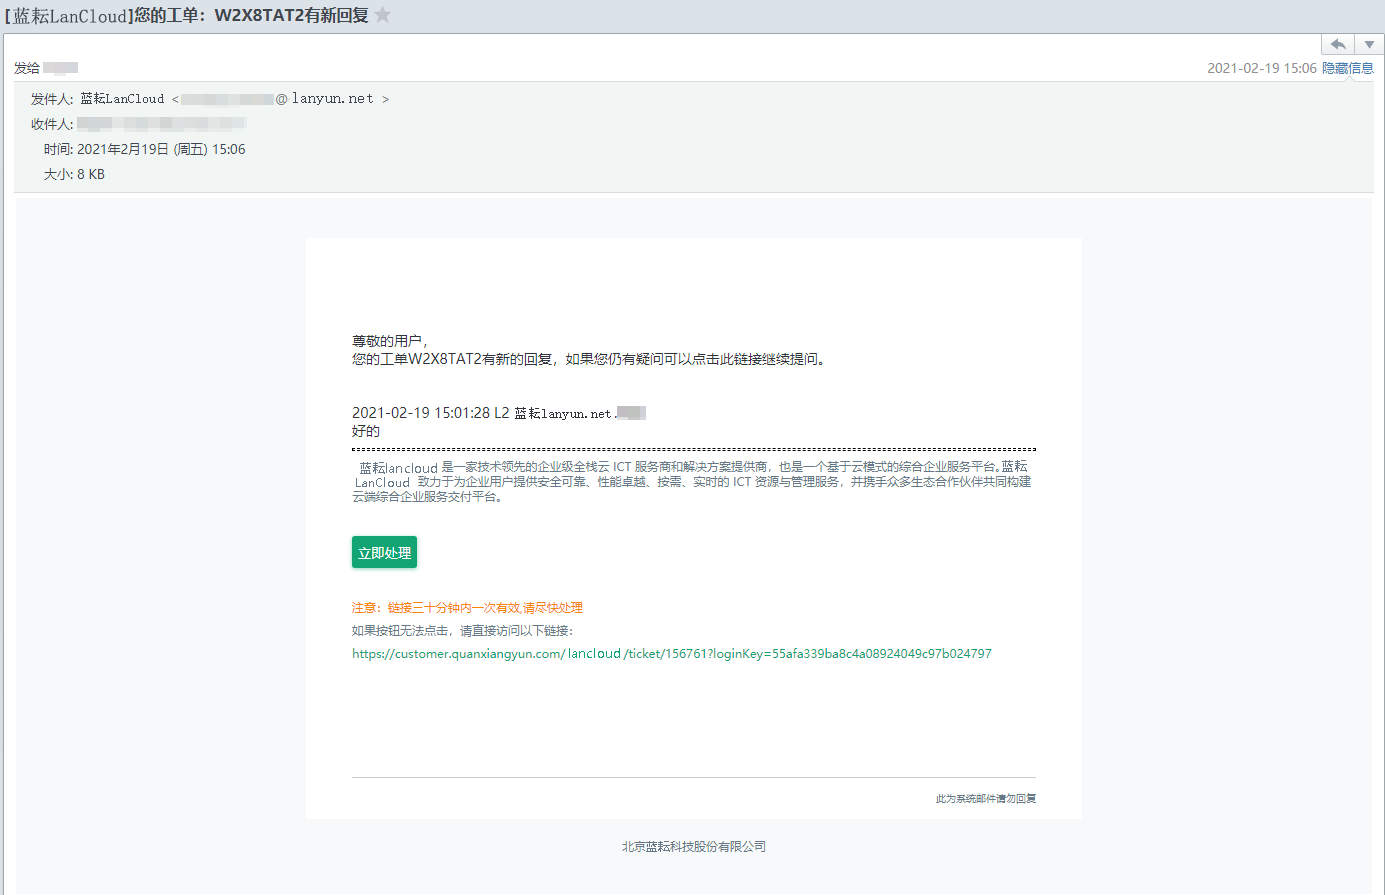 [蓝耘LanCloud]您的工单：W2X8TAT2有新回复
发给
2021-02-19 15:06 隐藏信息
发件人: 蓝耘LanCloud < @ lanyun.net >
收件人:
时间: 2021年2月19日 (周五) 15:06
大小: 8 KB
尊敬的用户,
您的工单W2X8TAT2有新的回复，如果您仍有疑问可以点击此链接继续提问。
2021-02-19 15:01:28 L2 蓝耘lanyun.net.
好的
蓝耘lancloud 是一家技术领先的企业级全栈云 ICT 服务商和解决方案提供商，也是一个基于云模式的综合企业服务平台。蓝耘
LanCloud 致力于为企业用户提供安全可靠、性能卓越、按需、实时的 ICT 资源与管理服务，并携手众多生态合作伙伴共同构建
云端综合企业服务交付平台。
立即处理
注意：链接三十分钟内一次有效,请尽快处理
如果按钮无法点击，请直接访问以下链接：
https://customer.quanxiangyun.com/lancloud/ticket/156761?loginKey=55afa339ba8c4a08924049c97b024797
此为系统邮件请勿回复
北京蓝耘科技股份有限公司